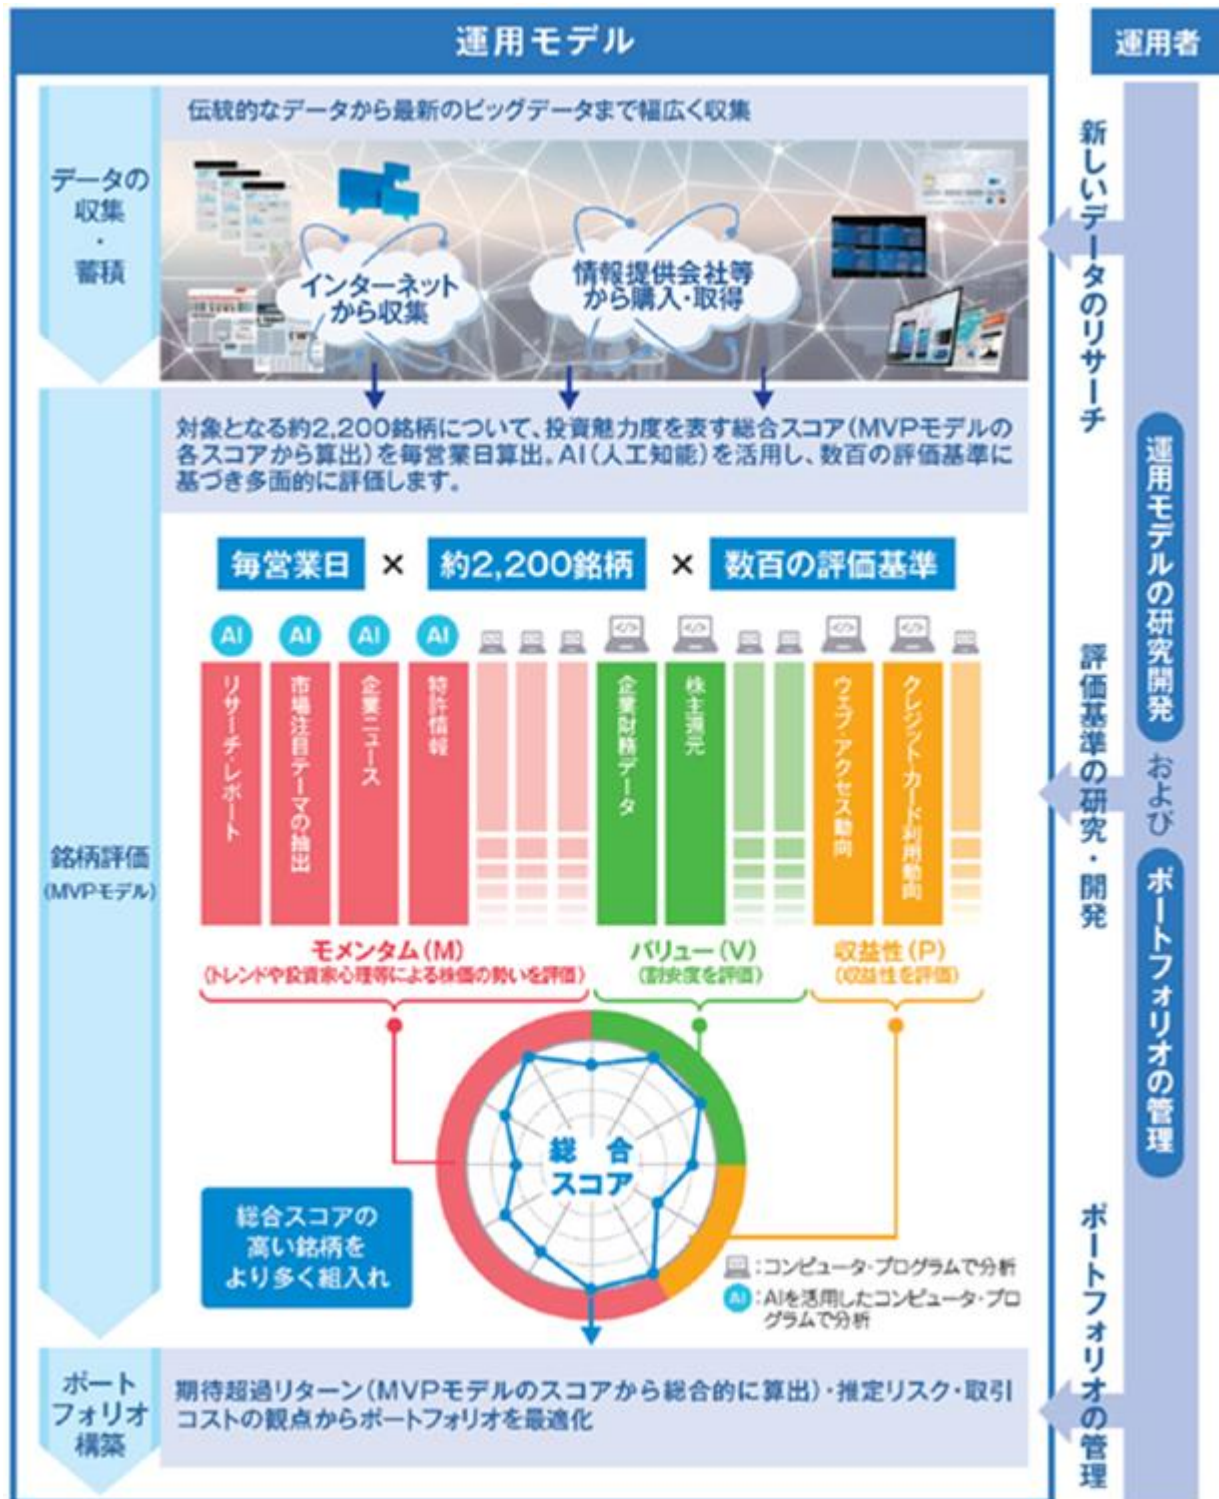 運用モデル
運用者
データの
収集
・
蓄積
伝統的なデータから最新のビッグデータまで幅広く収集
インターネット
から収集
情報提供会社等
から購入・取得
新しいデータのリサーチ
銘柄評価
(MVPモデル)
対象となる約2,200銘柄について、投資魅力度を表す総合スコア(MVPモデルの
各スコアから算出)を毎営業日算出。AI(人工知能)を活用し、数百の評価基準に
基づき多面的に評価します。
毎営業日 × 約2,200銘柄 × 数百の評価基準
AI
AI
AI
AI
リサーチ・レポート
市場注目テーマの抽出
企業ニュース
特許情報
企業財務データ
株主還元
ウェブ・アクセス動向
クレジット・カード利用動向
モメンタム(M)
(トレンドや投資家心理等による株価の勢いを評価)
バリュー(V)
(割安度を評価)
収益性(P)
(収益性を評価)
総合
スコア
総合スコアの
高い銘柄を
より多く組入れ
:コンピュータ・プログラムで分析
AI:AIを活用したコンピュータ・プロ
グラムで分析
評価基準の研究・開発
運用モデルの研究開発 および ポートフォリオの管理
ポート
フォリオ
構築
期待超過リターン(MVPモデルのスコアから総合的に算出)・推定リスク・取引
コストの観点からポートフォリオを最適化
ポートフォリオの管理